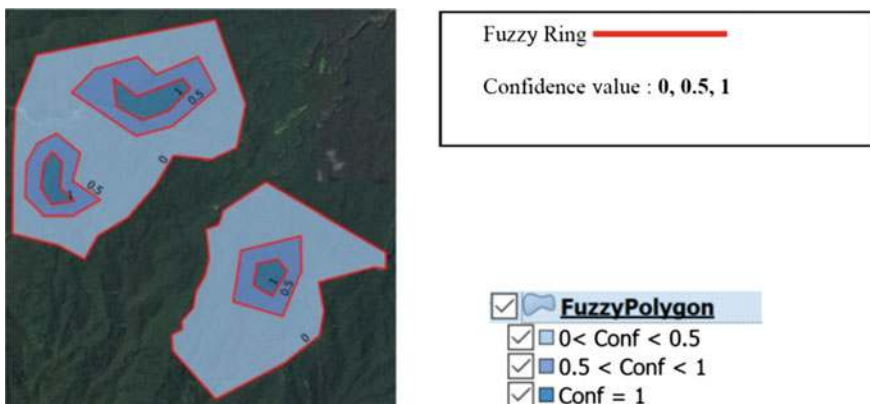 1
0.5
0
1
0.5
1
0.5
0
Fuzzy Ring
Confidence value : 0, 0.5, 1
FuzzyPolygon
0< Conf < 0.5
0.5 < Conf < 1
Conf = 1